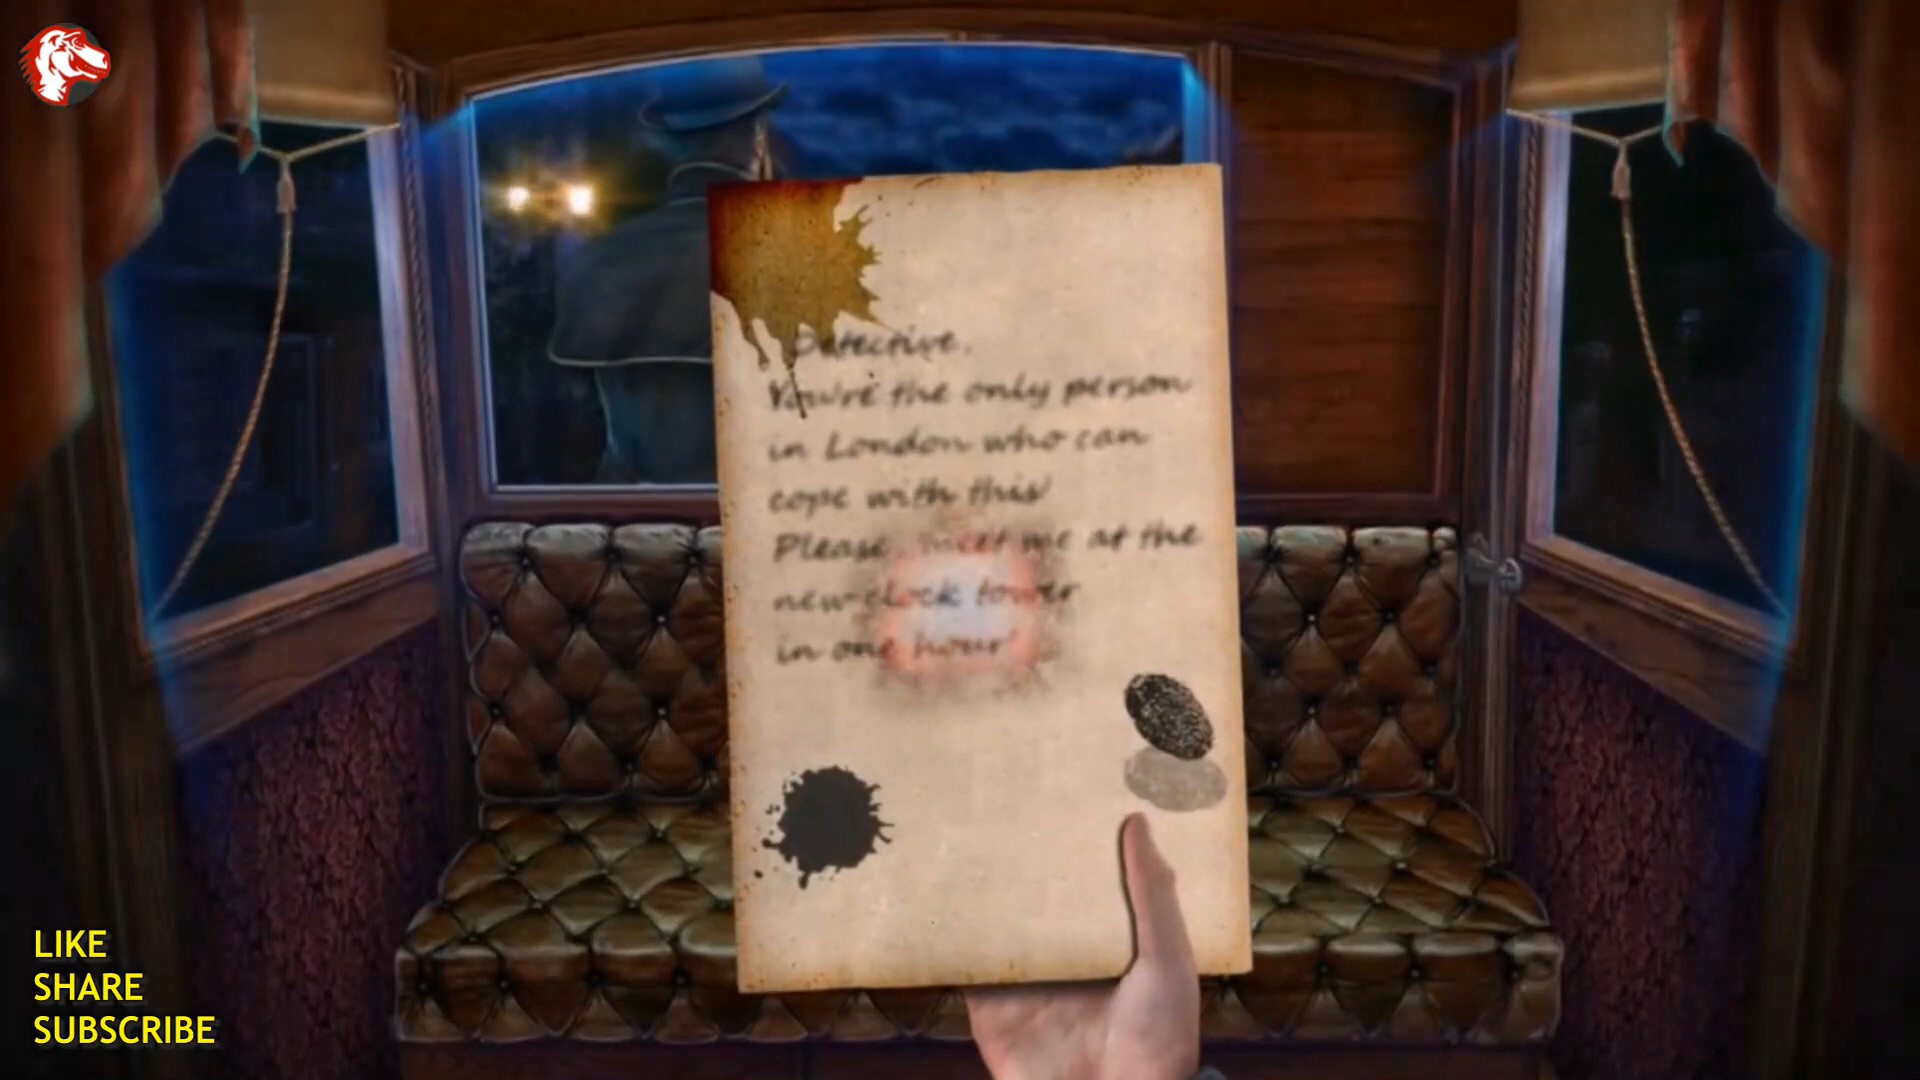 Detective.
You're the only person
in London who can
cope with this!
Please, meet me at the
new clock tower
in one hour!
LIKE
SHARE
SUBSCRIBE